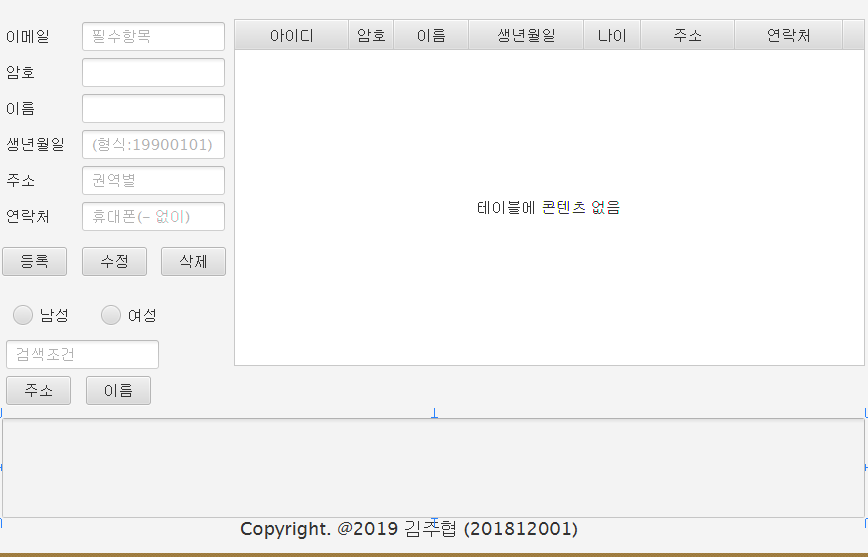 이메일 필수항목
암호
이름
생년월일 (형식:19900101)
주소 권역별
연락처 휴대폰(- 없이)
등록 수정 삭제
남성 여성
검색조건
주소 이름
아이디 암호 이름 생년월일 나이 주소 연락처
테이블에 콘텐츠 없음
Copyright. @2019 김주협 (201812001)